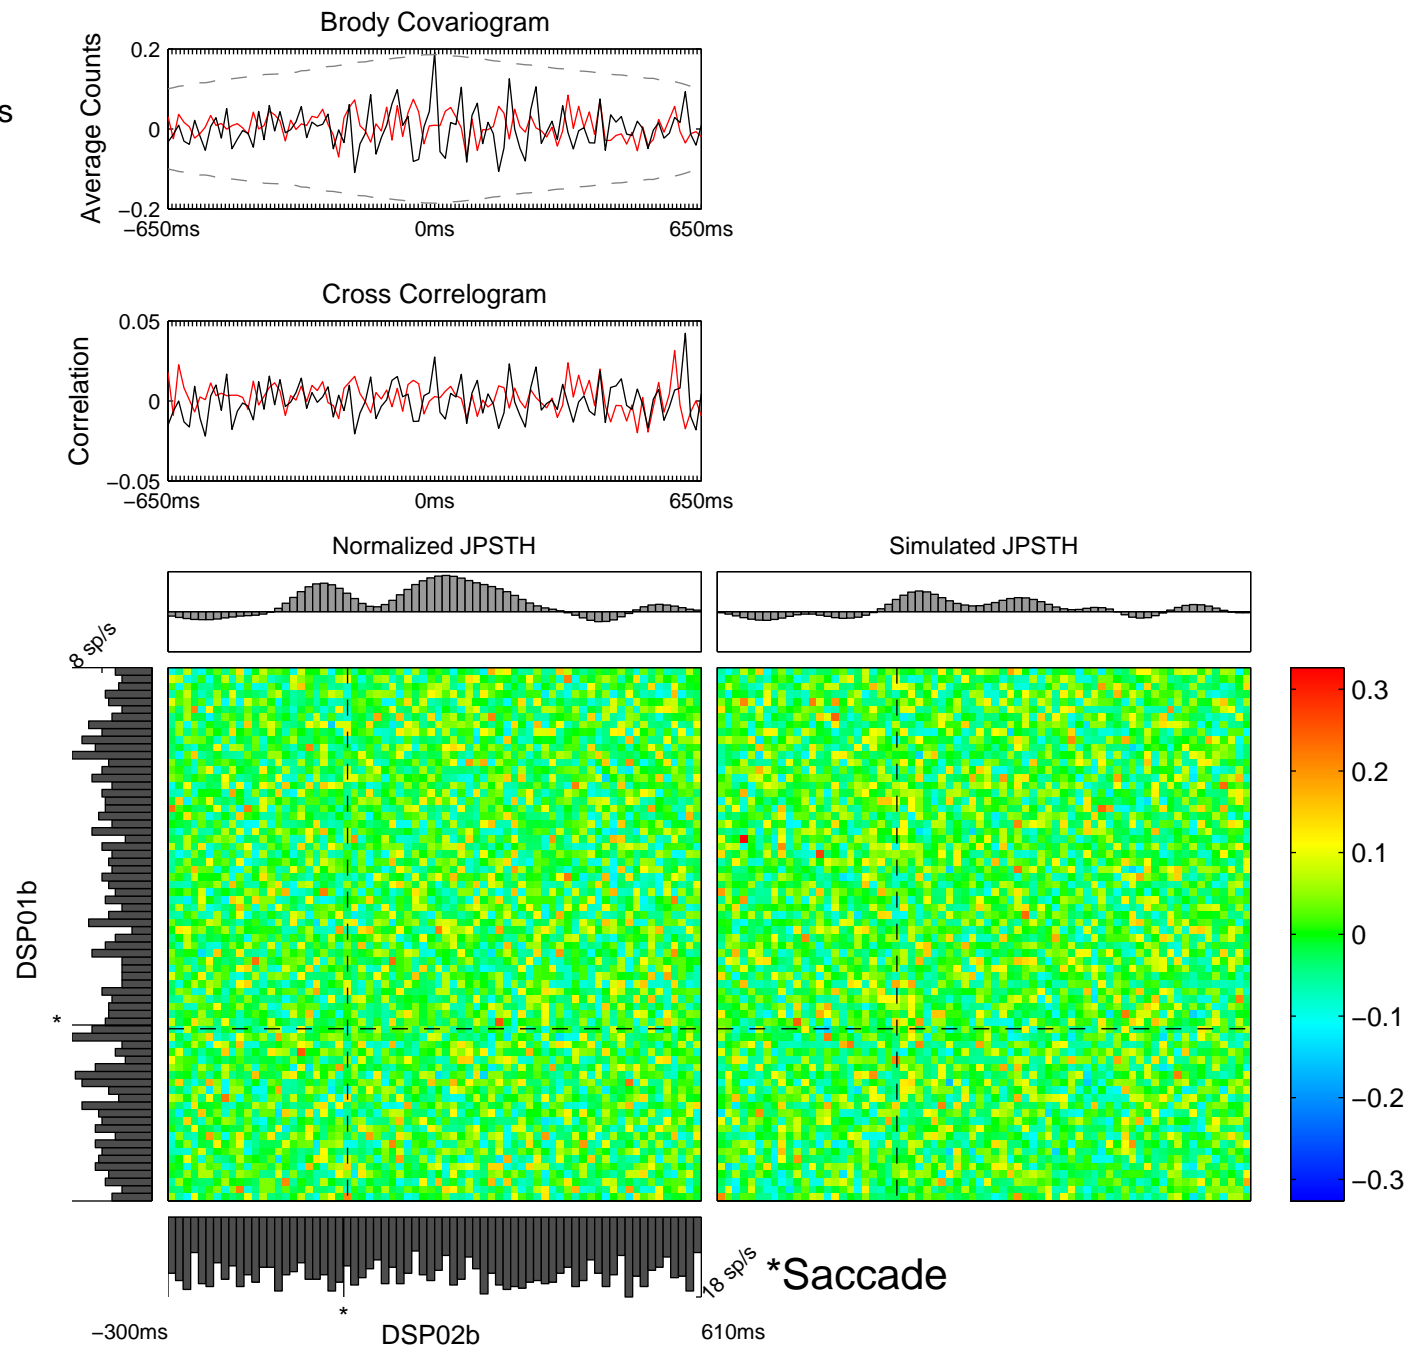 Brody Covariogram
s
Average Counts
0.2
0
−0.2
−650ms 0ms 650ms
Cross Correlogram
Correlation
0.05
0
−0.05
−650ms 0ms 650ms
Normalized JPSTH
Simulated JPSTH
8 sp/s
DSP01b
*
0.3
0.2
0.1
0
−0.1
−0.2
−0.3
18 sp/s
*Saccade
*
−300ms DSP02b 610ms